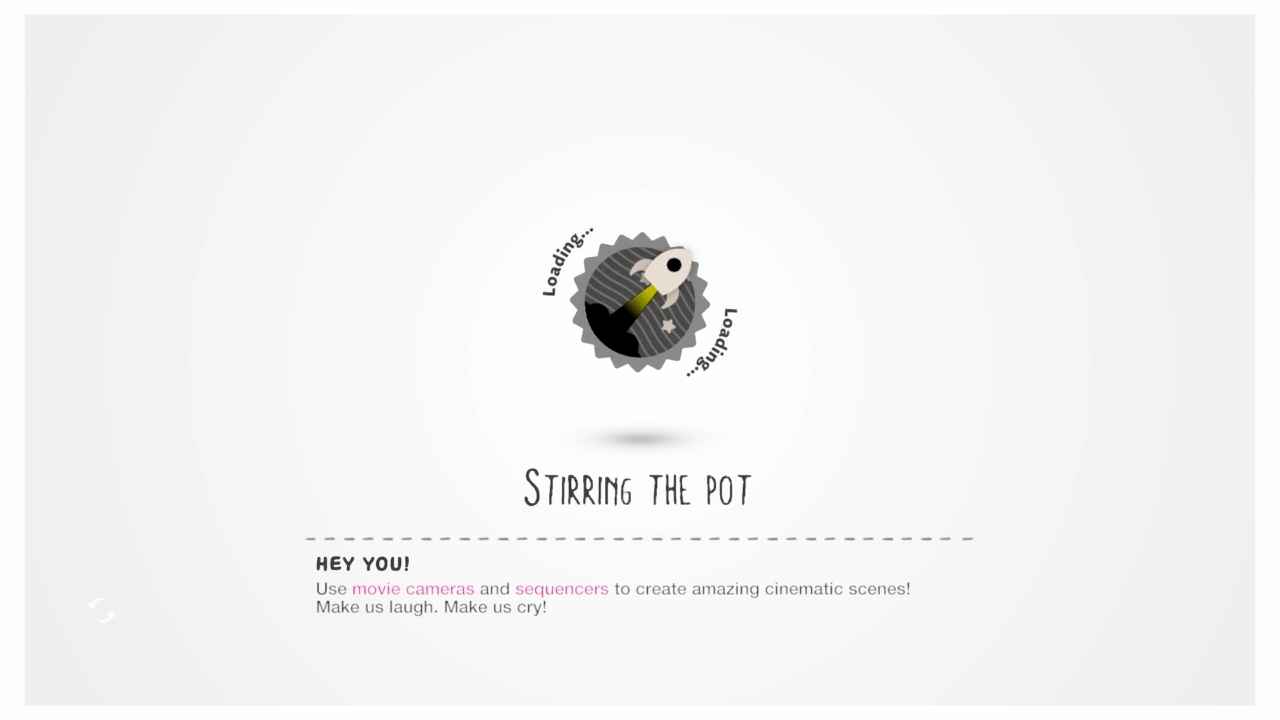 Loading...
Loading...
Stirring the pot
HEY YOU!
Use movie cameras and sequencers to create amazing cinematic scenes!
Make us laugh. Make us cry!